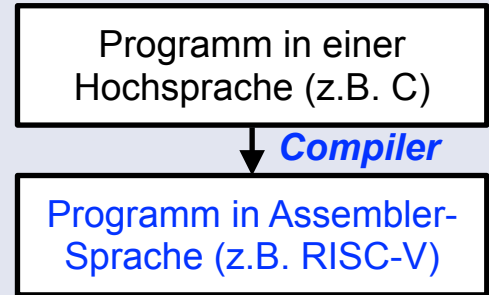 Programm in einer
Hochsprache (z.B. C)
Compiler
Programm in Assembler-
Sprache (z.B. RISC-V)